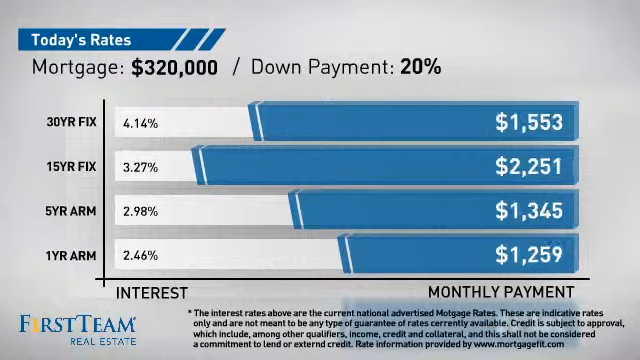 Today's Rates
Mortgage: $320,000 / Down Payment: 20%
30YR FIX 4.14% $1,553
15YR FIX 3.27% $2,251
5YR ARM 2.98% $1,345
1YR ARM 2.46% $1,259
INTEREST MONTHLY PAYMENT
* The interest rates above are the current national advertised Motgage Rates. These are indicative rates
only and are not meant to be any type of guarantee of rates cerrently available. Credit is subject to approval,
which include, among other qualifiers, income, credit and collateral, and this shall not be considered
a commitment to lend or externd credit. Rate information provided by www.mortgagefit.com
FIRSTTEAM®
REAL ESTATE